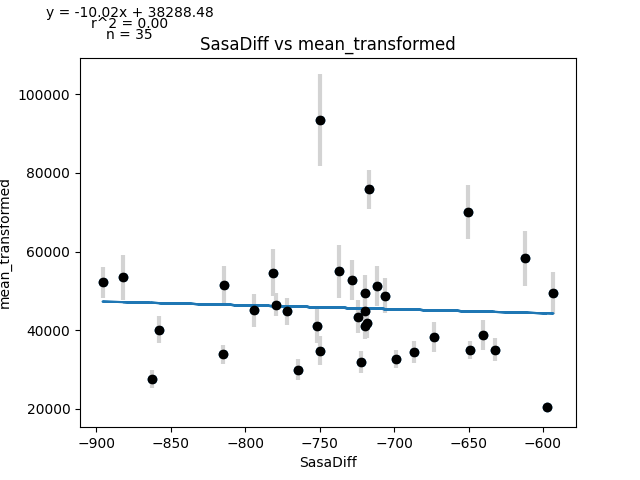 y = -10.02x + 38288.48
r^2 = 0.00
n = 35
SasaDiff vs mean_transformed
100000
80000
60000
40000
20000
mean_transformed
−900
−850
−800
−750
−700
−650
−600
SasaDiff